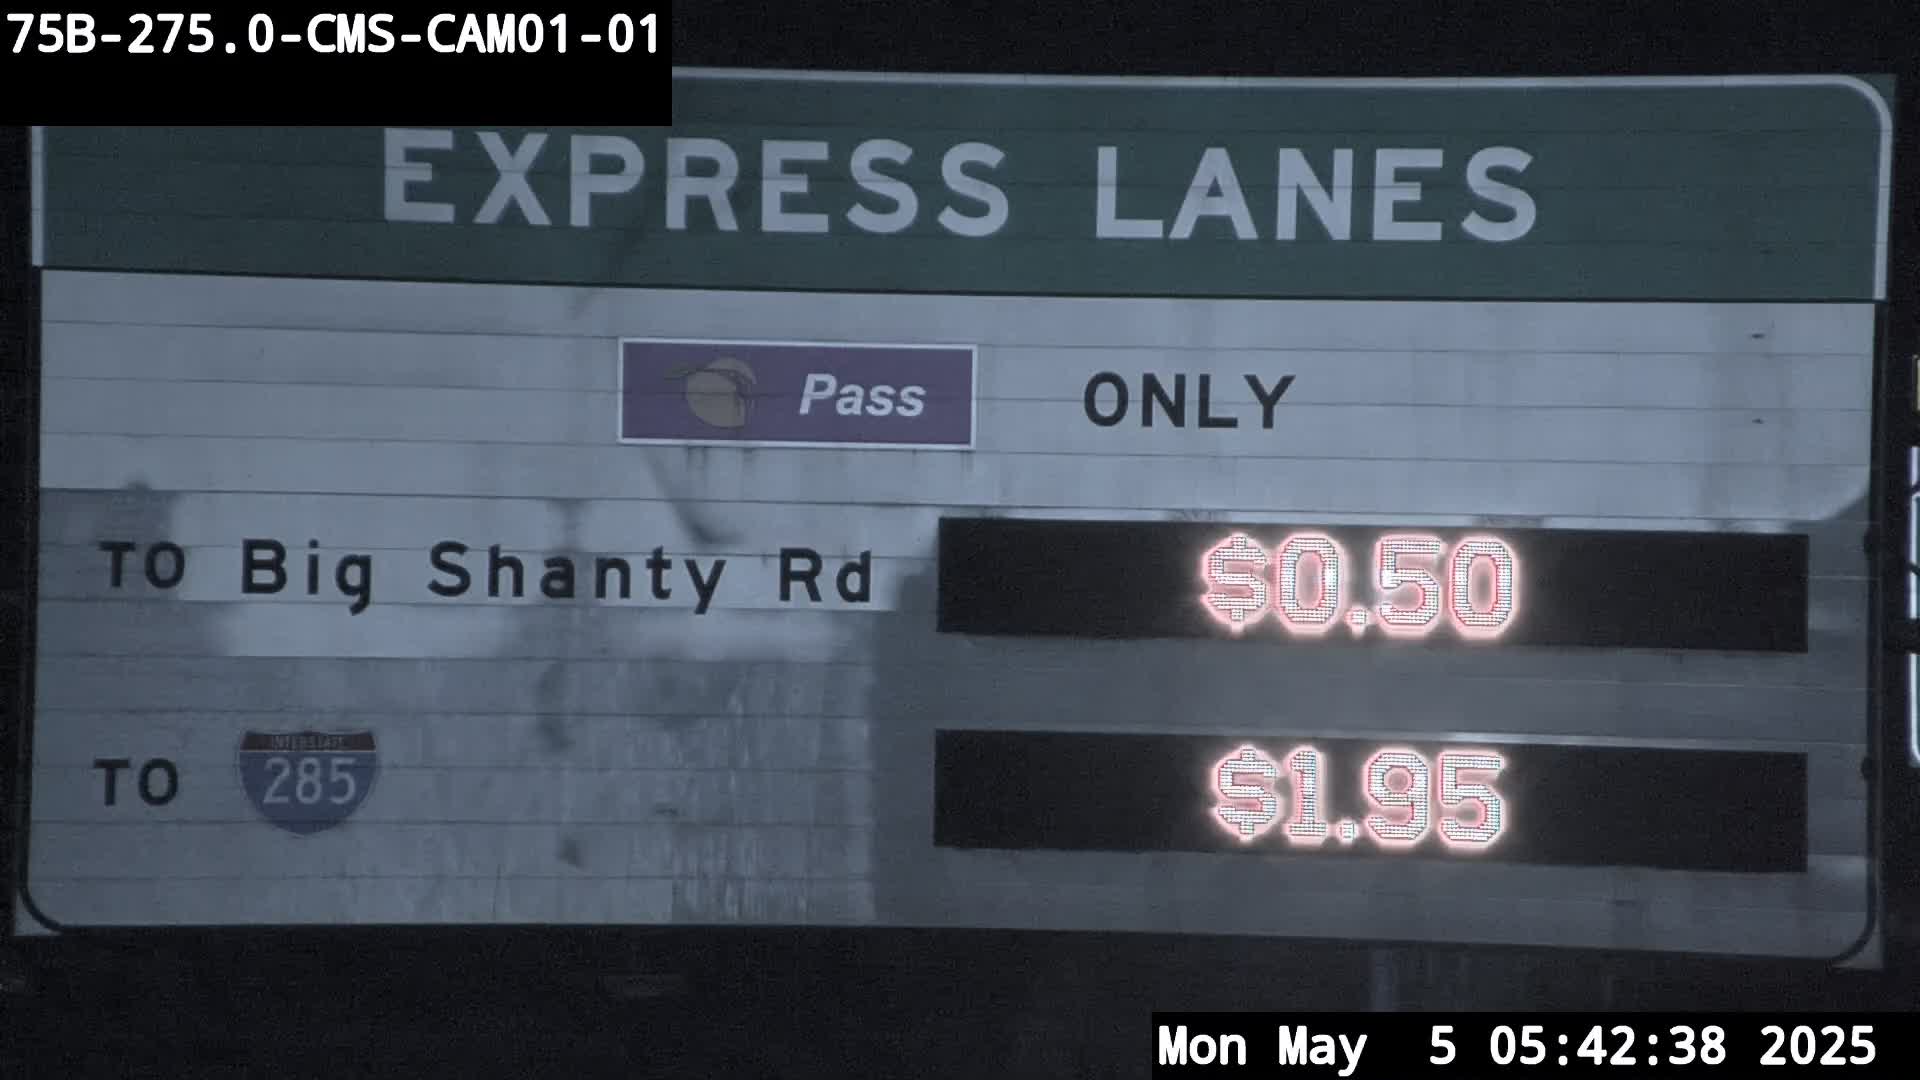 75B-275.0-CMS-CAM01-01
EXPRESS LANES
Pass ONLY
TO Big Shanty Rd $0.50
TO INTERSTATE 285 $1.95
Mon May 5 05:42:38 2025